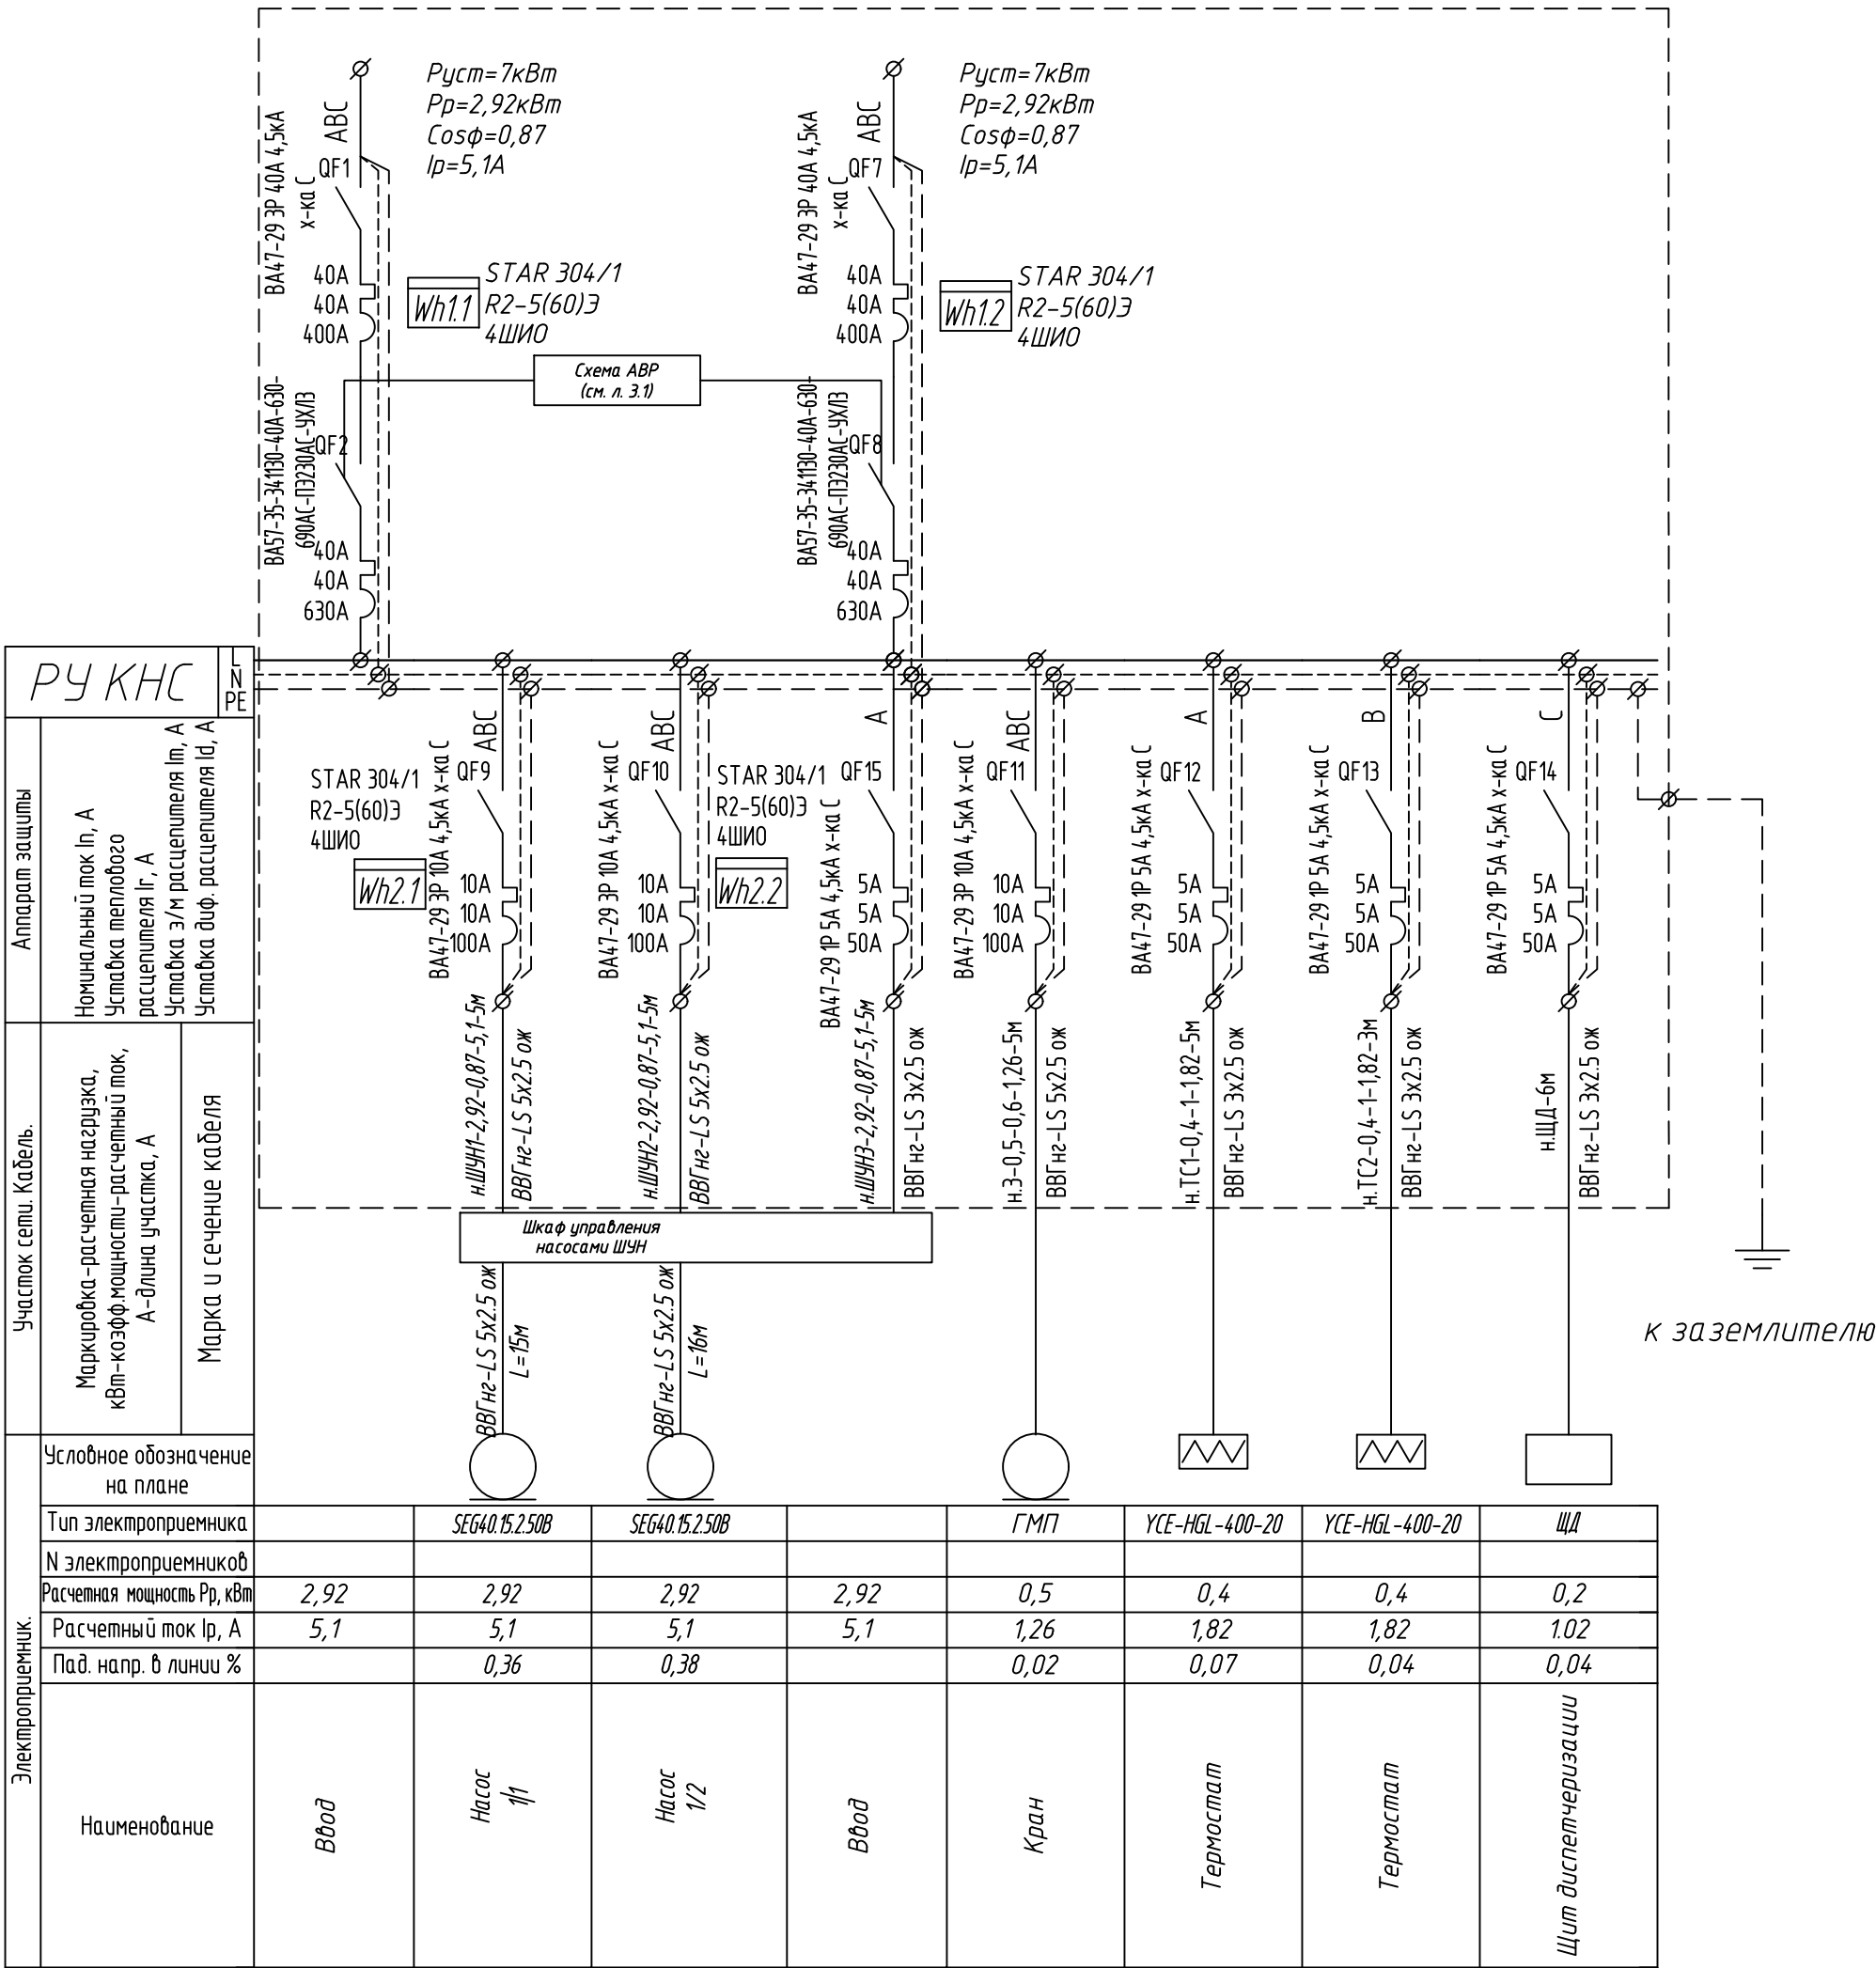 Pуст=7кВт
Pр=2,92кВт
Cosφ=0,87
Iр=5,1А
Pуст=7кВт
Pр=2,92кВт
Cosφ=0,87
Iр=5,1А
ВА47-29 3Р 40А 4,5кА
х-ка С
АВС
QF1
40А
40А
400А
Wh1.1
STAR 304/1
R2-5(60)Э
4ШИО
ВА47-29 3Р 40А 4,5кА
х-ка С
АВС
QF7
40А
40А
400А
Wh1.2
STAR 304/1
R2-5(60)Э
4ШИО
Схема АВР
(см. л. 3.1)
ВА57-35-341130-40А-630-
690АС-ПЭ230АС-УХЛ3
QF2
40А
40А
630А
ВА57-35-341130-40А-630-
690АС-ПЭ230АС-УХЛ3
QF8
40А
40А
630А
РУ КНС
L
N
PE
Аппарат защиты
Номинальный ток In, А
Уставка теплового
расцепителя Ir, А
Уставка э/м расцепителя Im, А
Уставка диф. расцепителя Id, А
STAR 304/1
R2-5(60)Э
4ШИО
Wh2.1
ВА47-29 3Р 10А 4,5кА х-ка С
QF9
АВС
10А
10А
100А
ВА47-29 3Р 10А 4,5кА х-ка С
QF10
АВС
10А
10А
100А
STAR 304/1
R2-5(60)Э
4ШИО
Wh2.2
ВА47-29 1Р 5А 4,5кА х-ка С
QF15
А
5А
5А
50А
ВА47-29 3Р 10А 4,5кА х-ка С
QF11
АВС
10А
10А
100А
ВА47-29 1Р 5А 4,5кА х-ка С
QF12
А
5А
5А
50А
ВА47-29 1Р 5А 4,5кА х-ка С
QF13
В
5А
5А
50А
ВА47-29 1Р 5А 4,5кА х-ка С
QF14
С
5А
5А
50А
Участок сети. Кабель.
Маркировка-расчетная нагрузка,
кВт-коэфф.мощности-расчетный ток,
А-длина участка, А
Марка и сечение кабеля
н.ШУН1-2,92-0,87-5,1-5м
ВВГнг-LS 5х2.5 ож
н.ШУН2-2,92-0,87-5,1-5м
ВВГнг-LS 5х2.5 ож
н.ШУН3-2,92-0,87-5,1-5м
ВВГнг-LS 3х2.5 ож
н.3-0,5-0,6-1,26-5м
ВВГнг-LS 5х2.5 ож
н.ТС1-0,4-1-1,82-5м
ВВГнг-LS 3х2.5 ож
н.ТС2-0,4-1-1,82-3м
ВВГнг-LS 3х2.5 ож
н.ЩД-6м
ВВГнг-LS 3х2.5 ож
Шкаф управления
насосами ШУН
ВВГнг-LS 5х2.5 ож
L=15м
ВВГнг-LS 5х2.5 ож
L=16м
к заземлителю
Электроприемник.
Условное обозначение
на плане
Тип электроприемника SEG40.15.2.50B SEG40.15.2.50B ГМП YCE-HGL-400-20 YCE-HGL-400-20 ЩД
N электроприемников
Расчетная мощность Рр, кВт 2,92 2,92 2,92 2,92 0,5 0,4 0,4 0,2
Расчетный ток Iр, А 5,1 5,1 5,1 5,1 1,26 1,82 1,82 1.02
Пад. напр. в линии % 0,36 0,38 0,02 0,07 0,04 0,04
Наименование
Ввод
Насос
1/1
Насос
1/2
Ввод
Кран
Термостат
Термостат
Щит диспетчеризации